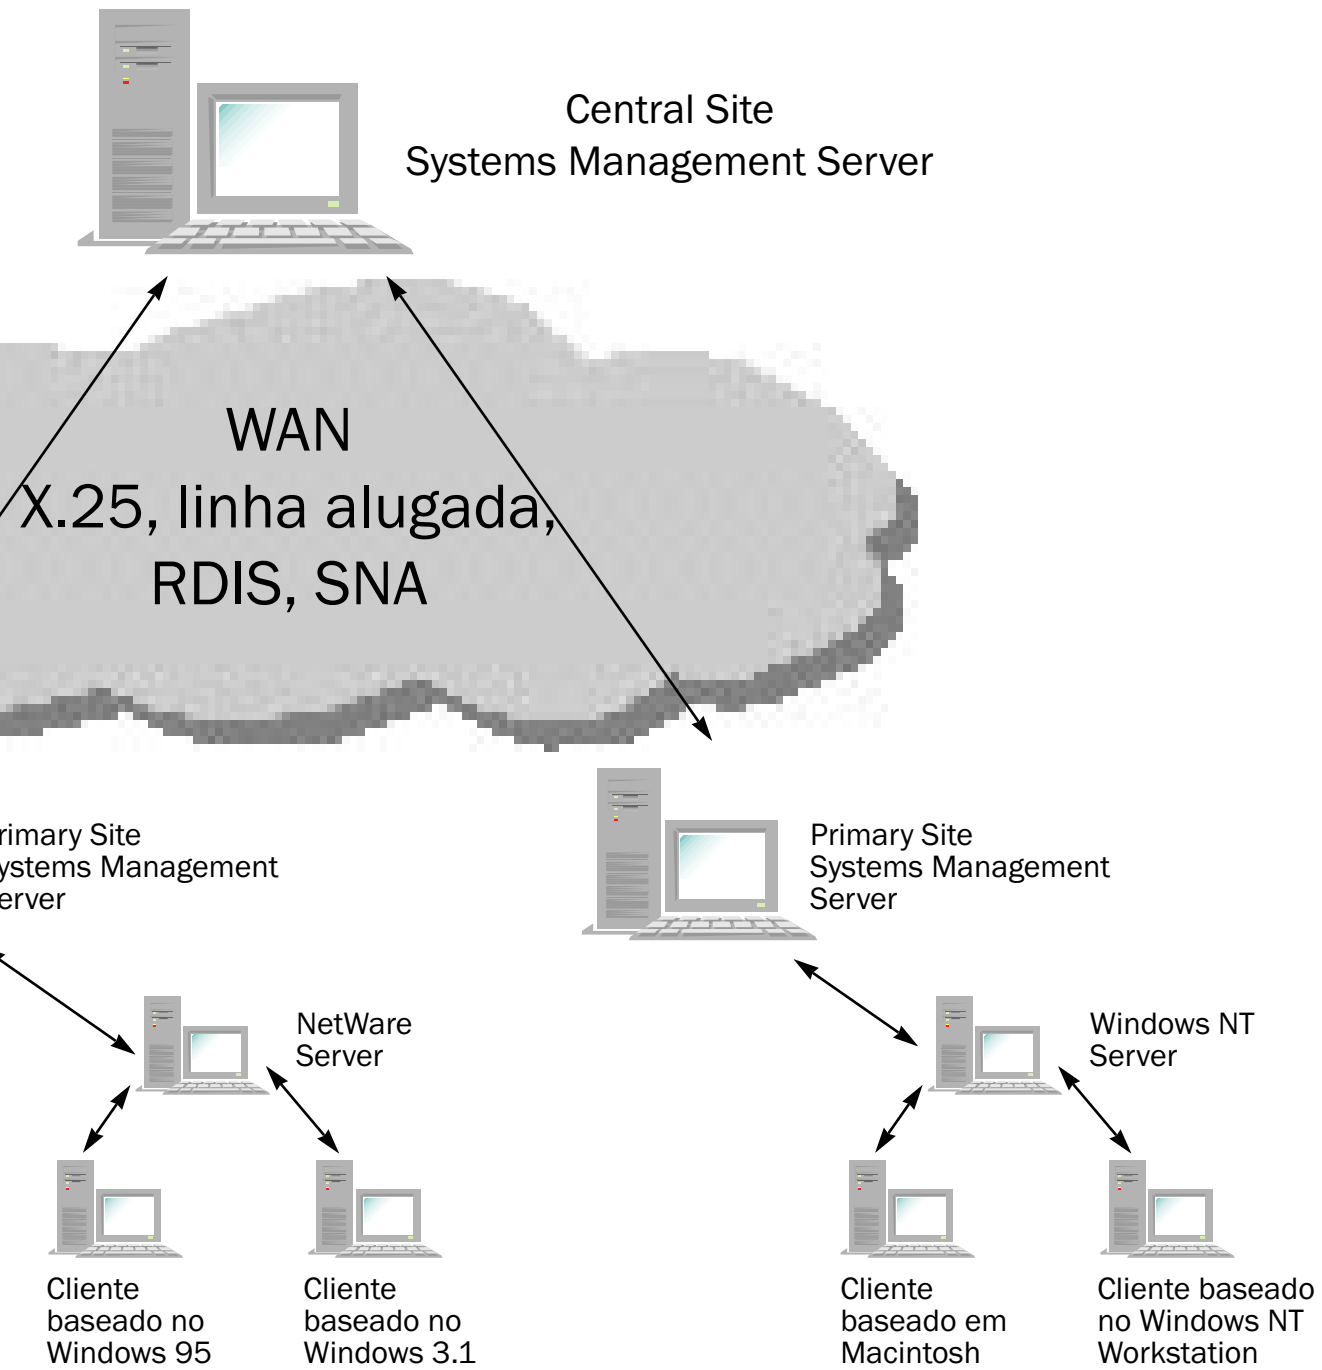 Central Site
Systems Management Server
WAN
X.25, linha alugada,
RDIS, SNA
rimary Site
ystems Management
erver
Primary Site
Systems Management
Server
NetWare
Server
Windows NT
Server
Cliente
baseado no
Windows 95
Cliente
baseado no
Windows 3.1
Cliente
baseado em
Macintosh
Cliente baseado
no Windows NT
Workstation